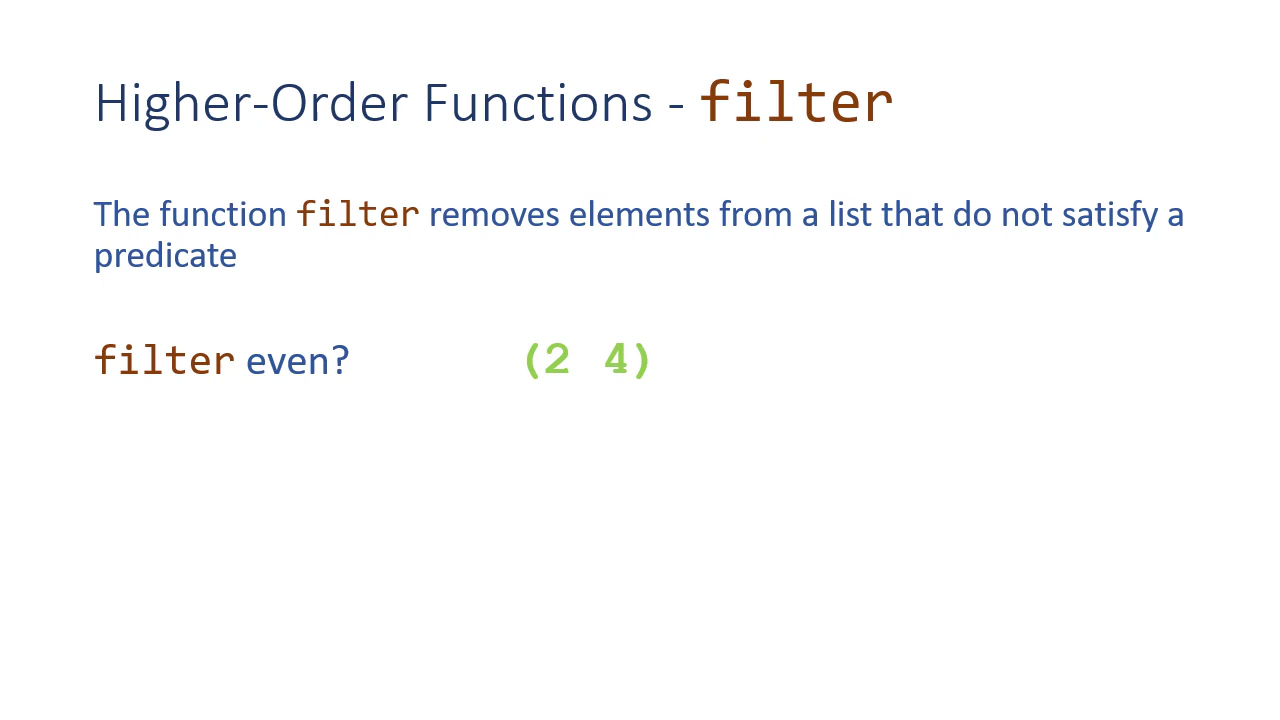 Higher-Order Functions - filter
The function filter removes elements from a list that do not satisfy a
predicate
filter even? (2 4)